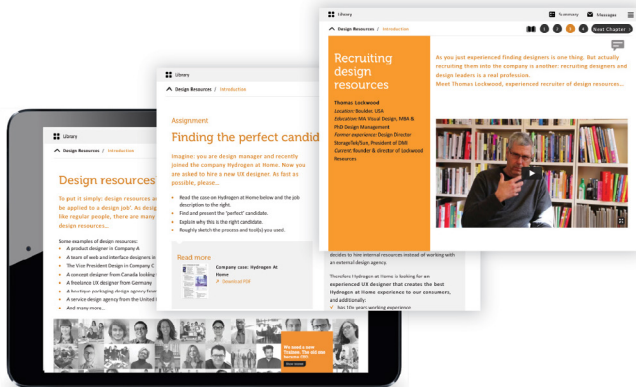 Library
Summary
Messages
Design Resources / Introduction
1 2 3 4
Next Chapter
Recruiting
design
resources
Thomas Lockwood
Location: Boulder, USA
Education: MA Visual Design, MBA &
PhD Design Management
Former experience: Design Director
StorageTek/Sun, President of DMI
Current: founder & director of Lockwood
Resources
As you just experienced finding designers is one thing. But actually
recruiting them into the company is another: recruiting designers and
design leaders is a real profession.
Meet Thomas Lockwood, experienced recruiter of design resources...
Library
Design Resources / Introduction
Assignment
Finding the perfect candid
Imagine: you are design manager and recently
joined the company Hydrogen at Home. Now you
are asked to hire a new UX designer. As fast as
possible, please...
Read the case on Hydrogen at Home below and the job
description to the right.
Find and present the 'perfect' candidate.
Explain why this is the right candidate.
Roughly sketch the process and tool(s) you used.
Read more
Company case: Hydrogen At
Home
Download PDF
decides to hire internal resources instead of working with
an external design agency.
Therefore Hydrogen at Home is looking for an
experienced UX designer that creates the best
Hydrogen at Home experience to our consumers,
and additionally:
has 10+ years working experience
Library
Design Resources / Introduction
Design resources
To put it simply: design resources a
be applied to a design job'. As desig
like regular people, there are many
design resources...
Some examples of design resources:
A product designer in Company A
A team of web and interface designers in
The Vice President Design in Company C
A concept designer from Canada looking
A freelance UX designer from Germany
A boutique packaging design agency from
A service design agency from the United
And many more...
We need a new
Trainee. The old one
became CEO